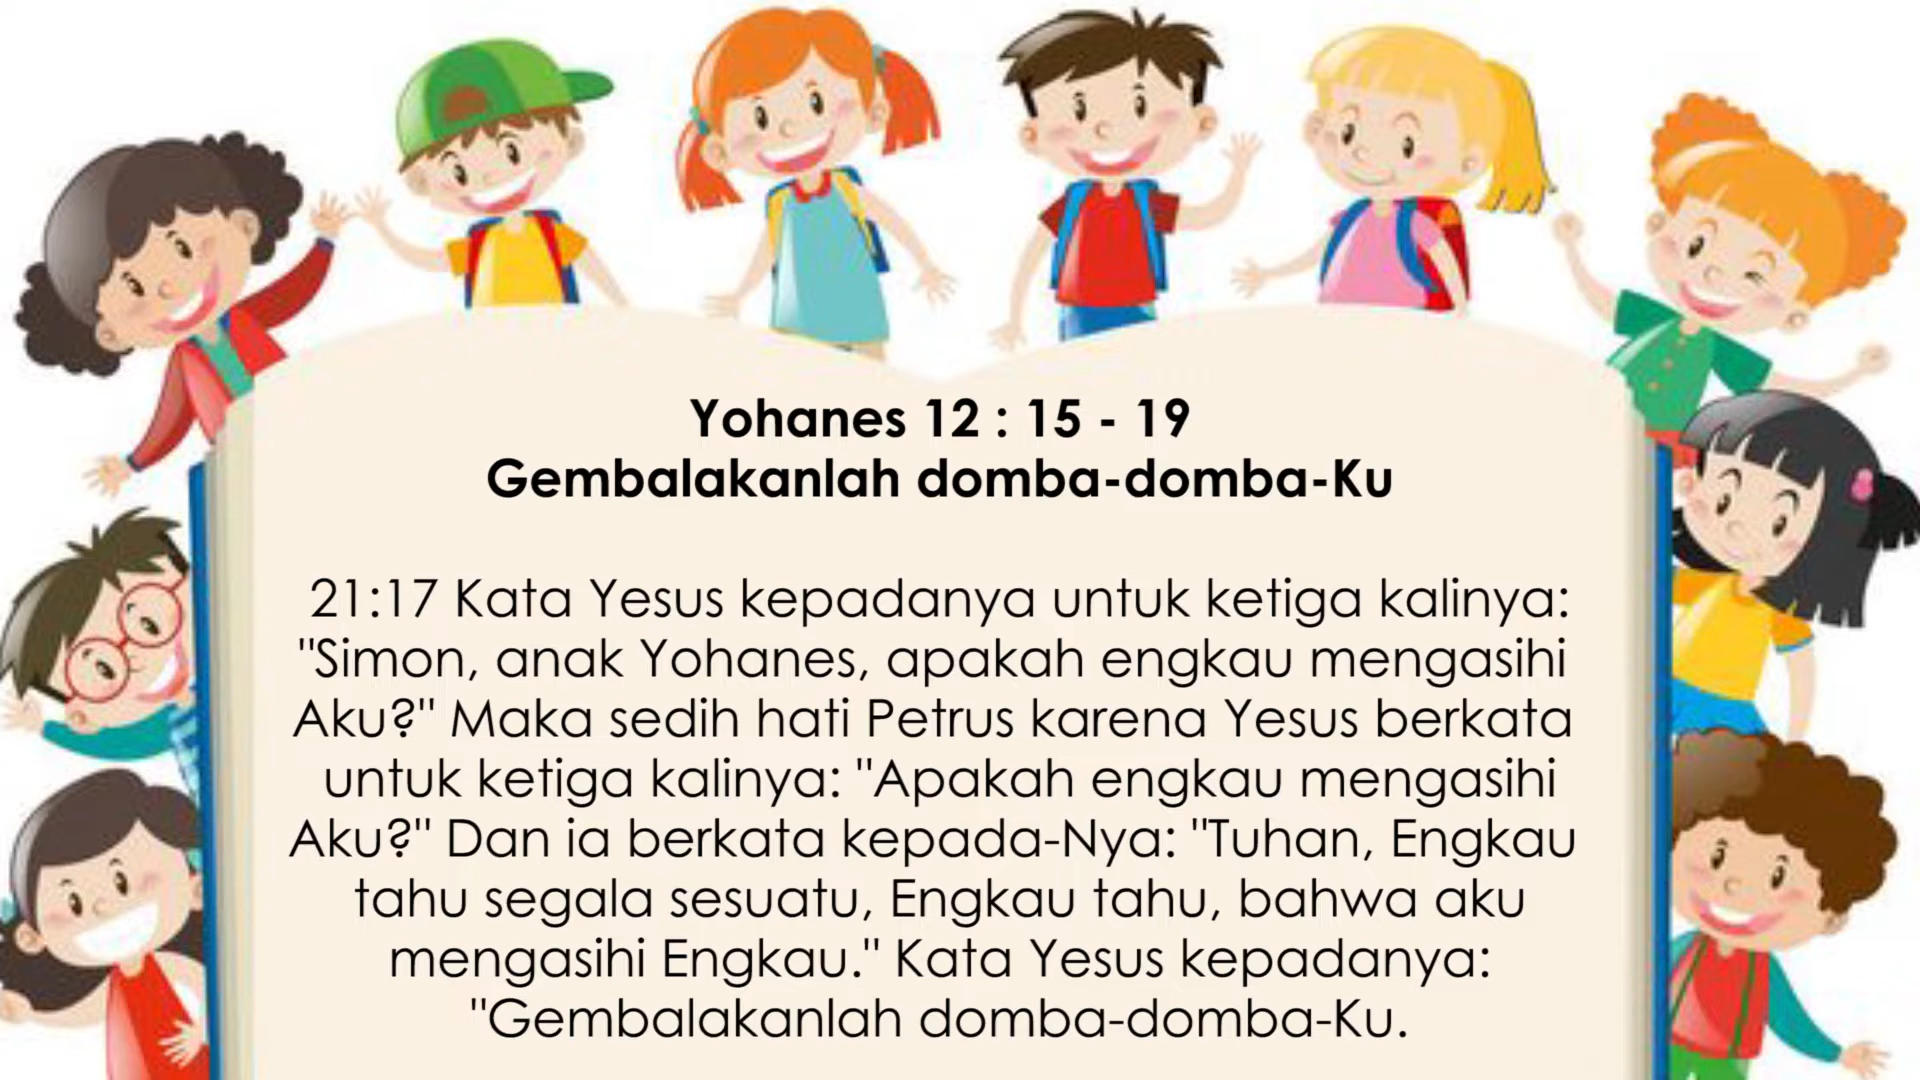 Yohanes 12 : 15 - 19
Gembalakanlah domba-domba-Ku
21:17 Kata Yesus kepadanya untuk ketiga kalinya:
"Simon, anak Yohanes, apakah engkau mengasihi
Aku?" Maka sedih hati Petrus karena Yesus berkata
untuk ketiga kalinya: "Apakah engkau mengasihi
Aku?" Dan ia berkata kepada-Nya: "Tuhan, Engkau
tahu segala sesuatu, Engkau tahu, bahwa aku
mengasihi Engkau." Kata Yesus kepadanya:
"Gembalakanlah domba-domba-Ku.